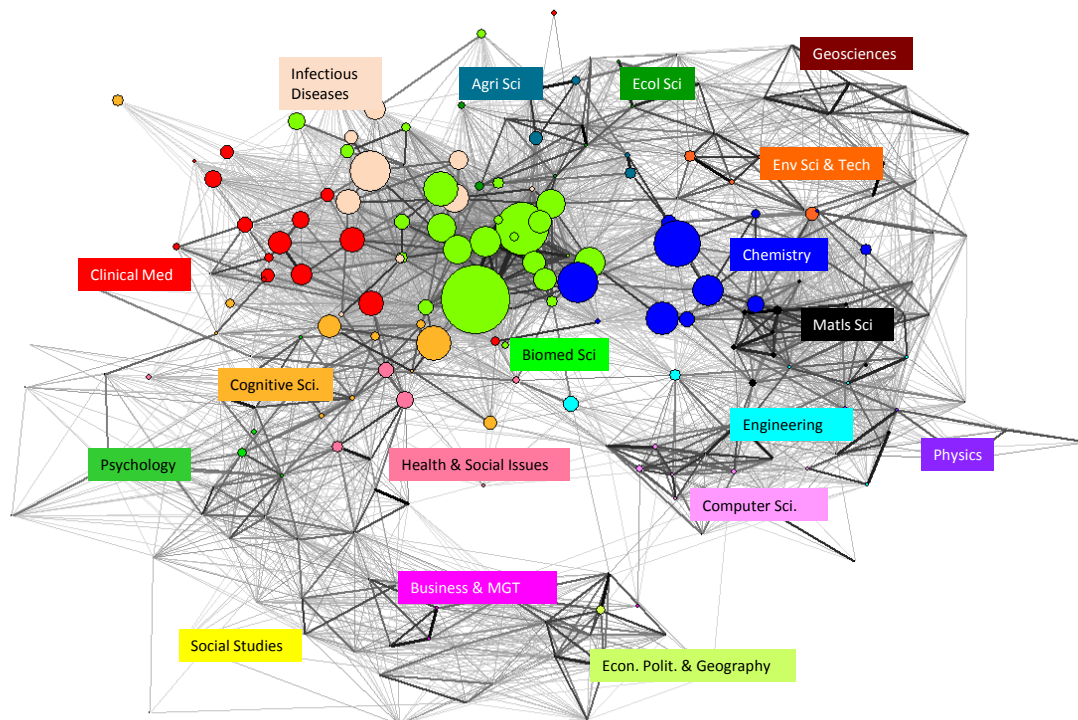 Geosciences
Infectious
Diseases
Agri Sci
Ecol Sci
Env Sci & Tech
Clinical Med
Chemistry
Matls Sci
Biomed Sci
Cognitive Sci.
Engineering
Psychology
Health & Social Issues
Physics
Computer Sci.
Business & MGT
Social Studies
Econ. Polit. & Geography